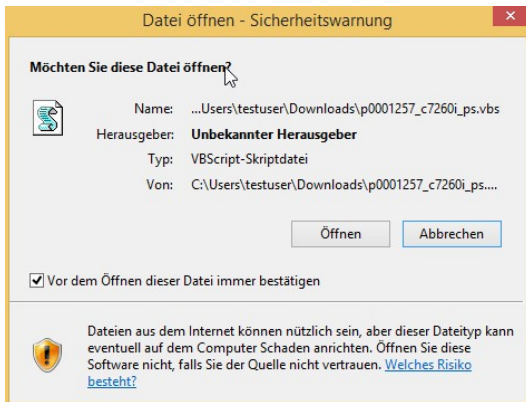 Datei öffnen - Sicherheitswarnung
Möchten Sie diese Datei öffnen?
Name: ...Users\testuser\Downloads\p0001257_c7260i_ps.vbs
Herausgeber: Unbekannter Herausgeber
Typ: VBScript-Skriptdatei
Von: C:\Users\testuser\Downloads\p0001257_c7260i_ps....
Öffnen Abbrechen
Vor dem Öffnen dieser Datei immer bestätigen
Dateien aus dem Internet können nützlich sein, aber dieser Dateityp kann
eventuell auf dem Computer Schaden anrichten. Öffnen Sie diese
Software nicht, falls Sie der Quelle nicht vertrauen. Welches Risiko
besteht?